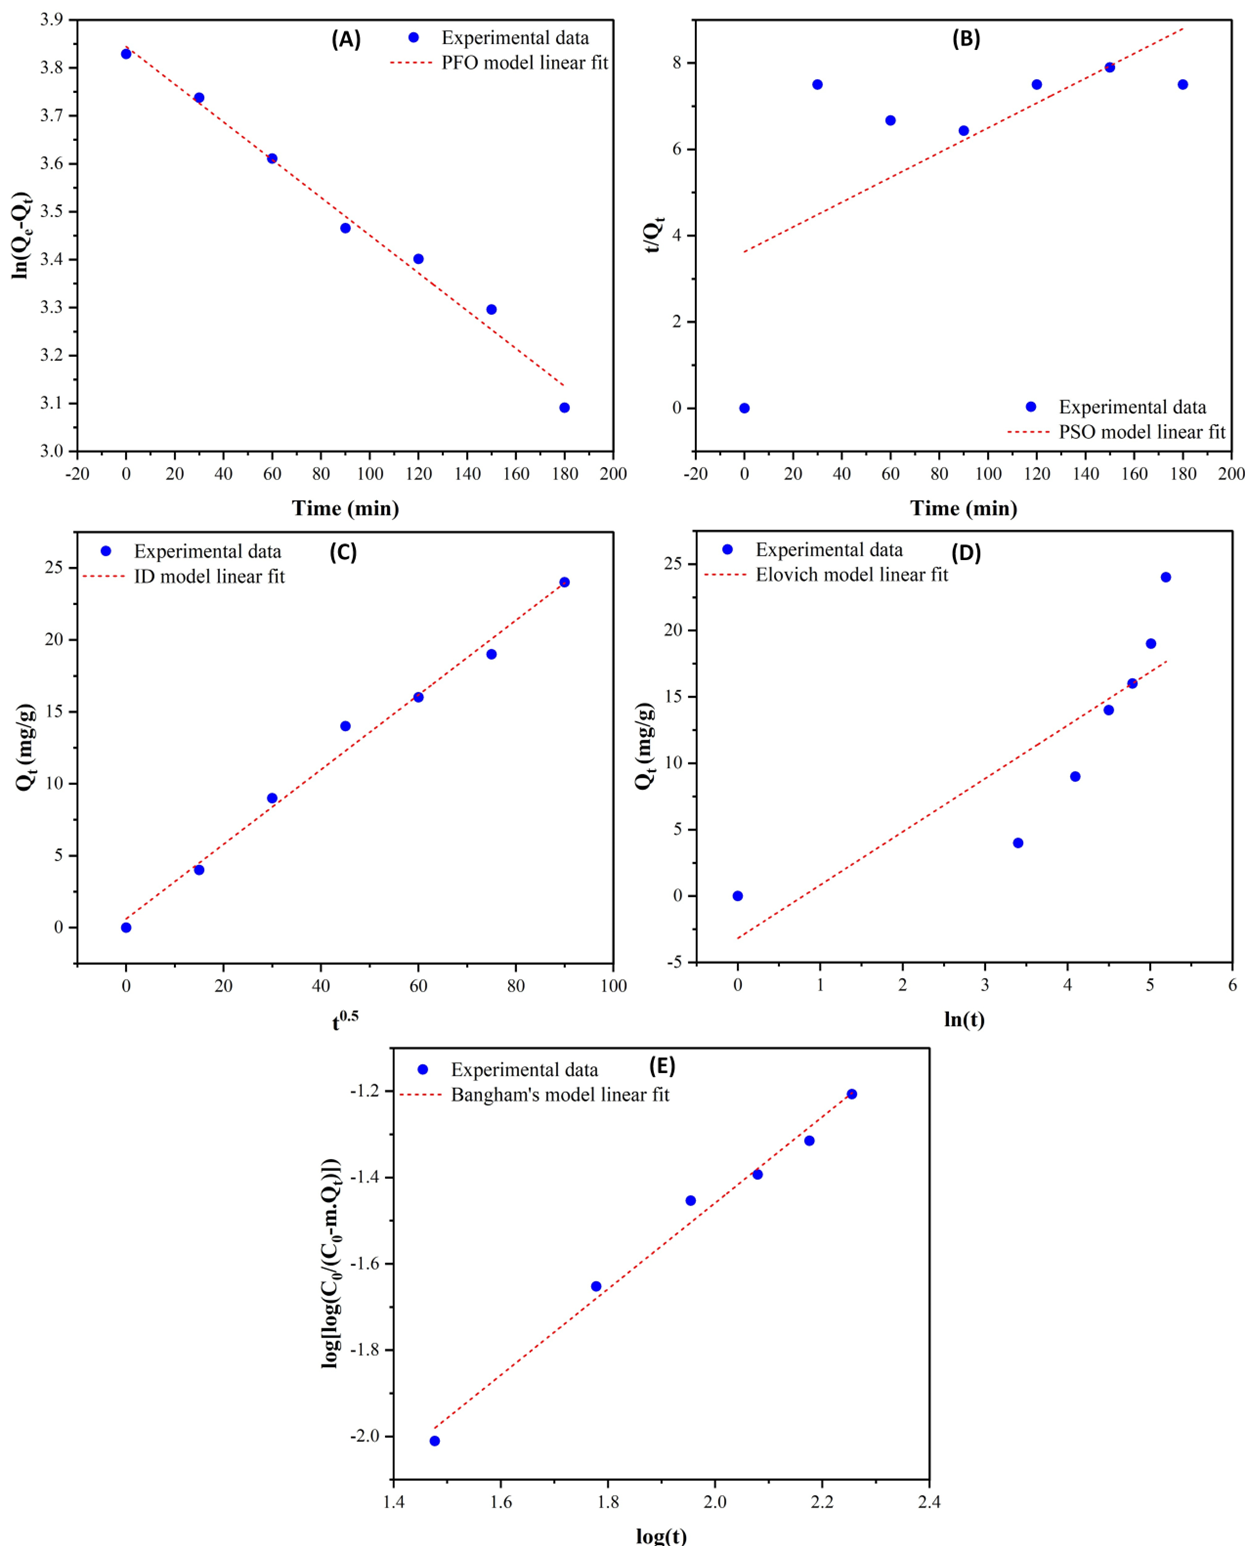 (A)
Experimental data
PFO model linear fit
3.9
3.8
3.7
3.6
3.5
3.4
3.3
3.2
3.1
3.0
ln(Qe-Qt)
-20 0 20 40 60 80 100 120 140 160 180 200
Time (min)
(B)
8
6
4
2
0
t/Qt
Experimental data
PSO model linear fit
-20 0 20 40 60 80 100 120 140 160 180 200
Time (min)
Experimental data
ID model linear fit
(C)
25
20
15
10
5
0
Qt (mg/g)
0 20 40 60 80 100
t0.5
Experimental data
Elovich model linear fit
(D)
25
20
15
10
5
0
-5
Qt (mg/g)
0 1 2 3 4 5 6
ln(t)
Experimental data
Bangham's model linear fit
(E)
-1.2
-1.4
-1.6
-1.8
-2.0
log[log(C0/(C0-m.Qt)])
1.4 1.6 1.8 2.0 2.2 2.4
log(t)